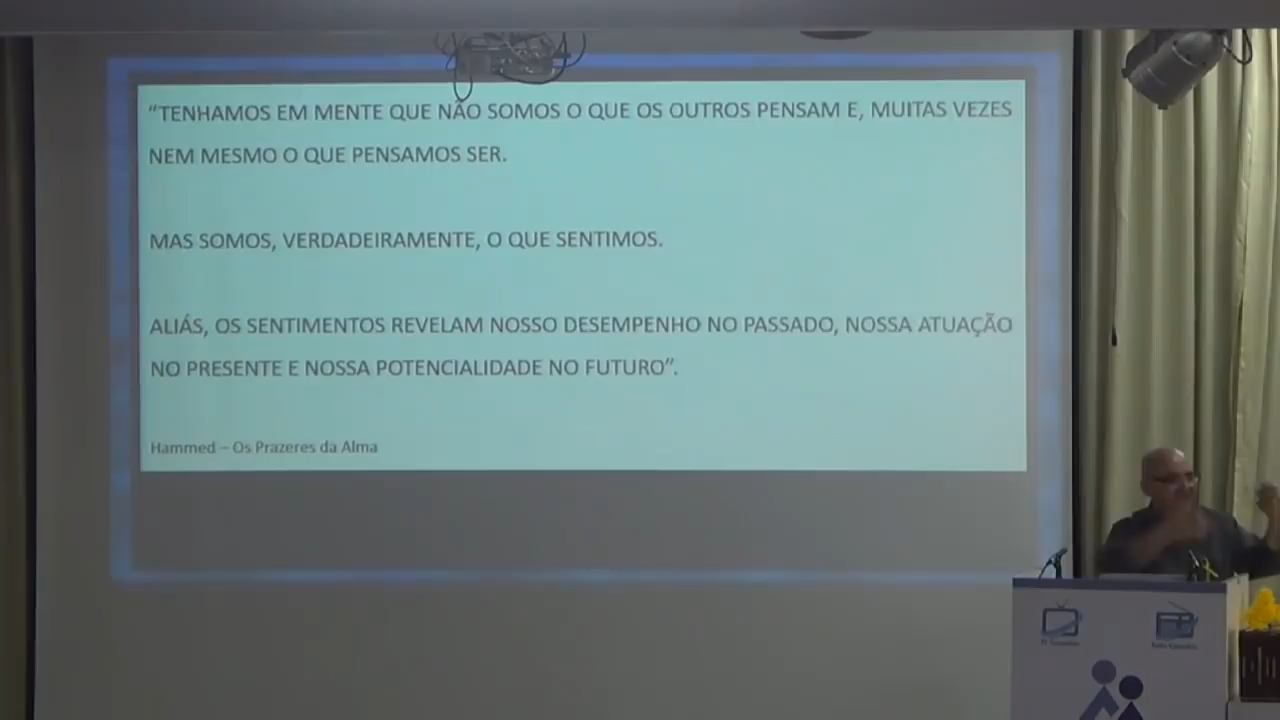 “TENHAMOS EM MENTE QUE NÃO SOMOS O QUE OS OUTROS PENSAM E, MUITAS VEZES
NEM MESMO O QUE PENSAMOS SER.
MAS SOMOS, VERDADEIRAMENTE, O QUE SENTIMOS.
ALIÁS, OS SENTIMENTOS REVELAM NOSSO DESEMPENHO NO PASSADO, NOSSA ATUAÇÃO
NO PRESENTE E NOSSA POTENCIALIDADE NO FUTURO”.
Hammed – Os Prazeres da Alma